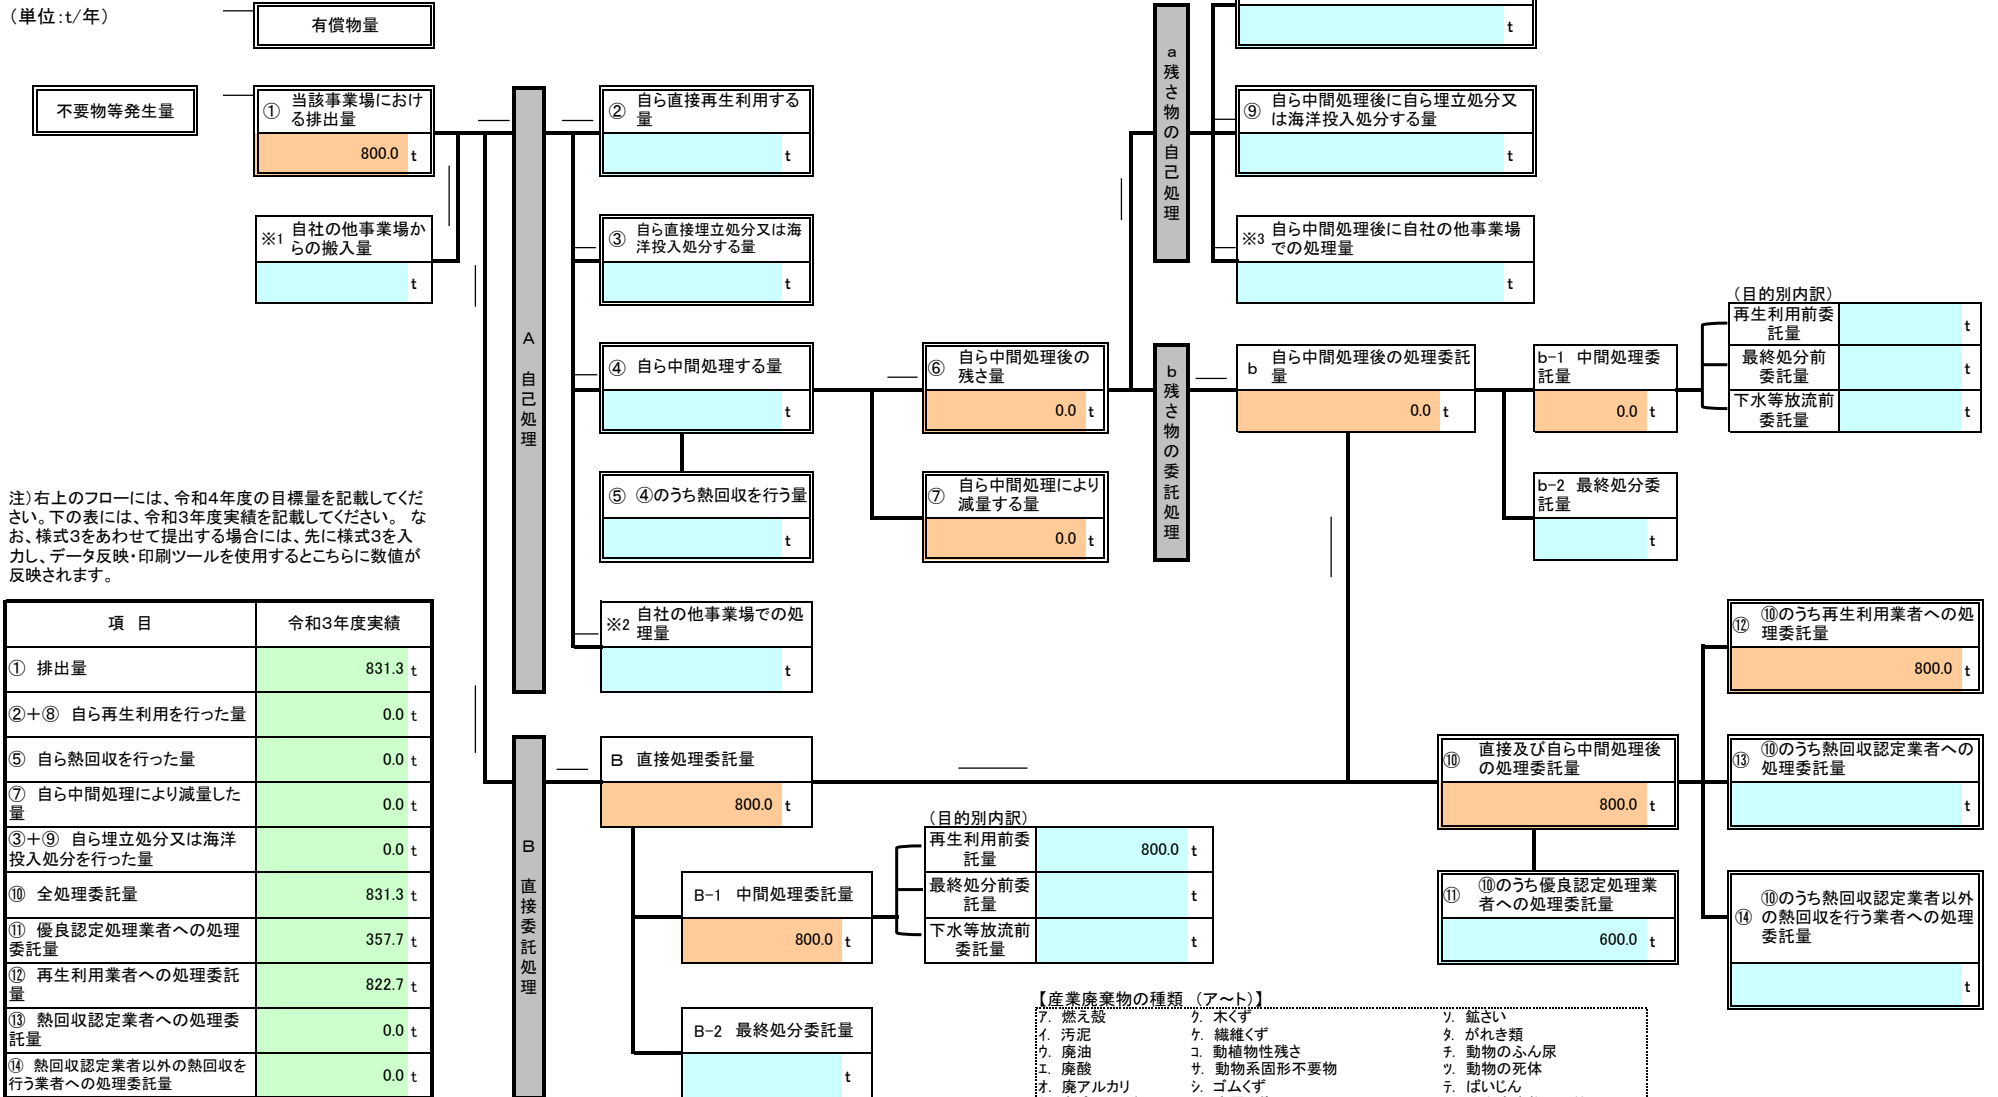 （単位：t/年）
有償物量
不要物等発生量
① 当該事業場におけ
る排出量
800.0 t
※1 自社の他事業場か
らの搬入量
t
A 自己処理
② 自ら直接再生利用する
量
t
③ 自ら直接埋立処分又は海
洋投入処分する量
t
④ 自ら中間処理する量
t
⑤ ④のうち熱回収を行う量
t
※2 自社の他事業場での処
理量
t
⑥ 自ら中間処理後の
残さ量
0.0 t
⑦ 自ら中間処理により
減量する量
0.0 t
a 残さ物の自己処理
t
⑨ 自ら中間処理後に自ら埋立処分又
は海洋投入処分する量
t
※3 自ら中間処理後に自社の他事業場
での処理量
t
b 残さ物の委託処理
b 自ら中間処理後の処理委託
量
0.0 t
b-1 中間処理委
託量
0.0 t
b-2 最終処分委
託量
t
（目的別内訳）
再生利用前委
託量
t
最終処分前
委託量
t
下水等放流前
委託量
t
注）右上のフローには、令和4年度の目標量を記載してくだ
さい。下の表には、令和3年度実績を記載してください。 な
お、様式3をあわせて提出する場合には、先に様式3を入
力し、データ反映・印刷ツールを使用するとこちらに数値が
反映されます。
項 目 令和3年度実績
① 排出量 831.3 t
②＋⑧ 自ら再生利用を行った量 0.0 t
⑤ 自ら熱回収を行った量 0.0 t
⑦ 自ら中間処理により減量した
量 0.0 t
③＋⑨ 自ら埋立処分又は海洋
投入処分を行った量 0.0 t
⑩ 全処理委託量 831.3 t
⑪ 優良認定処理業者への処理
委託量 357.7 t
⑫ 再生利用業者への処理委託
量 822.7 t
⑬ 熱回収認定業者への処理委
託量 0.0 t
⑭ 熱回収認定業者以外の熱回収を
行う業者への処理委託量 0.0 t
B 直接委託処理
B 直接処理委託量
800.0 t
B-1 中間処理委託量
800.0 t
B-2 最終処分委託量
t
（目的別内訳）
再生利用前委
託量
800.0 t
最終処分前委
託量
t
下水等放流前
委託量
t
⑩ 直接及び自ら中間処理後
の処理委託量
800.0 t
⑪ ⑩のうち優良認定処理業
者への処理委託量
600.0 t
⑫ ⑩のうち再生利用業者への処
理委託量
800.0 t
⑬ ⑩のうち熱回収認定業者への
処理委託量
t
⑭ ⑩のうち熱回収認定業者以外
の熱回収を行う業者への処理
委託量
t
【産業廃棄物の種類 （ア～ト）】
ア. 燃え殻 ク. 木くず ソ. 鉱さい
イ. 汚泥 ケ. 繊維くず タ. がれき類
ウ. 廃油 コ. 動植物性残さ チ. 動物のふん尿
エ. 廃酸 サ. 動物系固形不要物 ツ. 動物の死体
オ. 廃アルカリ シ. ゴムくず テ. ばいじん